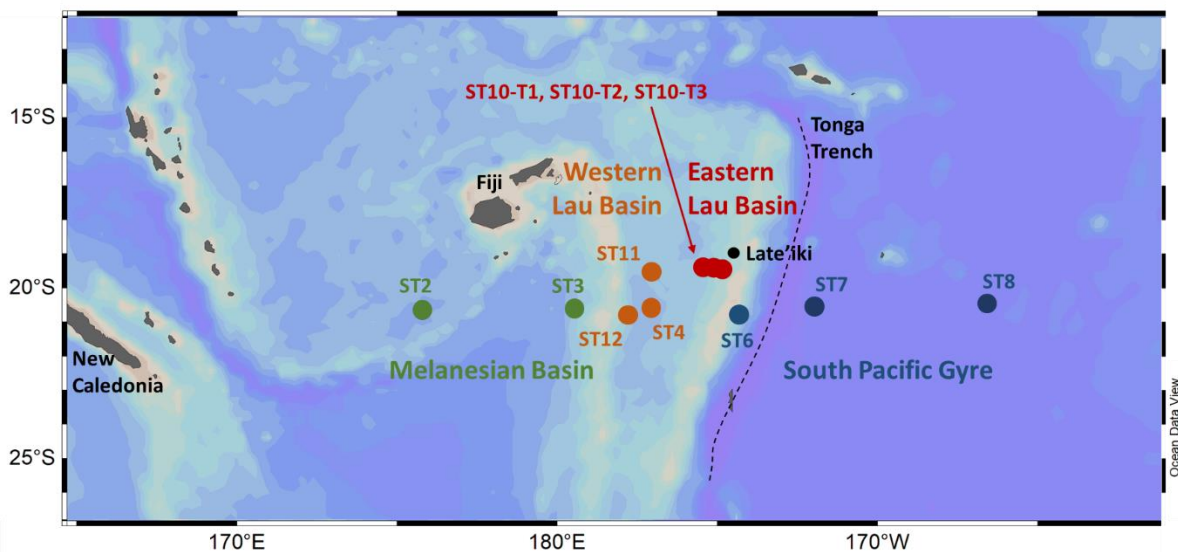 ST10-T1, ST10-T2, ST10-T3
15°S
20°S
25°S
Tonga
Trench
Fiji
Western
Lau Basin
Eastern
Lau Basin
Late’iki
ST11
ST2
ST3
ST12
ST4
ST6
ST7
ST8
New
Caledonia
Melanesian Basin
South Pacific Gyre
170°E
180°E
170°W
Ocean Data View